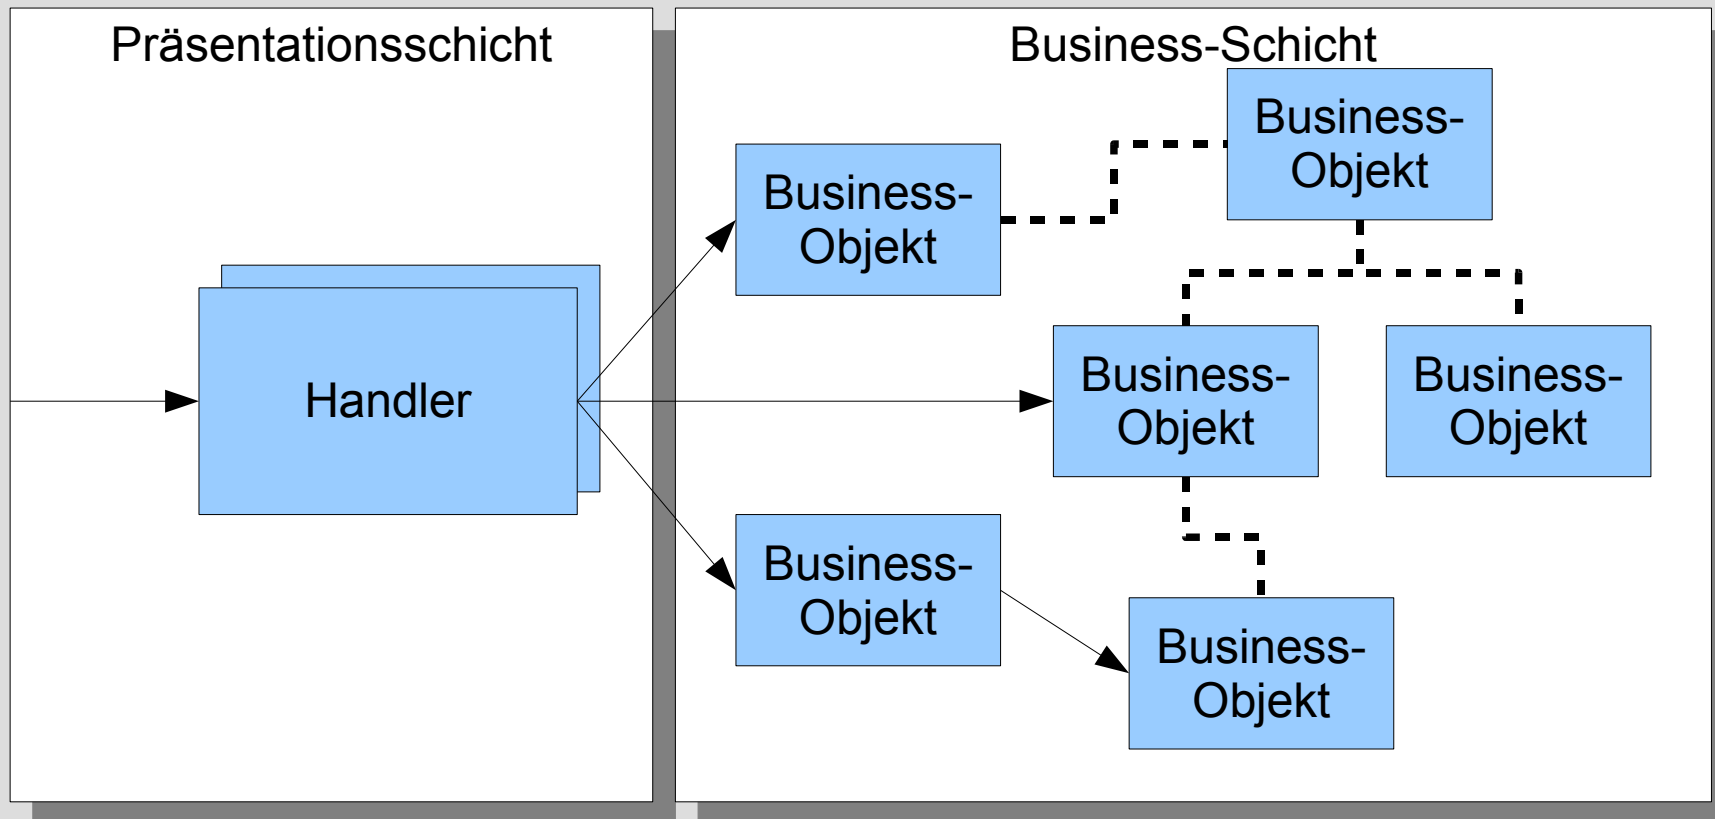 Präsentationsschicht
Business-Schicht
Business-
Objekt
Business-
Objekt
Handler
Business-
Objekt
Business-
Objekt
Business-
Objekt
Business-
Objekt